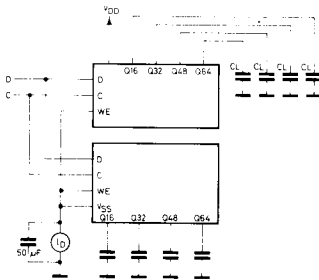 VDD
Q16 Q32 Q48 Q64
CL CL CL CL
D
D
C
C
WE
D
C
WE
VSS
Q16 Q32 Q48 Q64
ID
50 μF